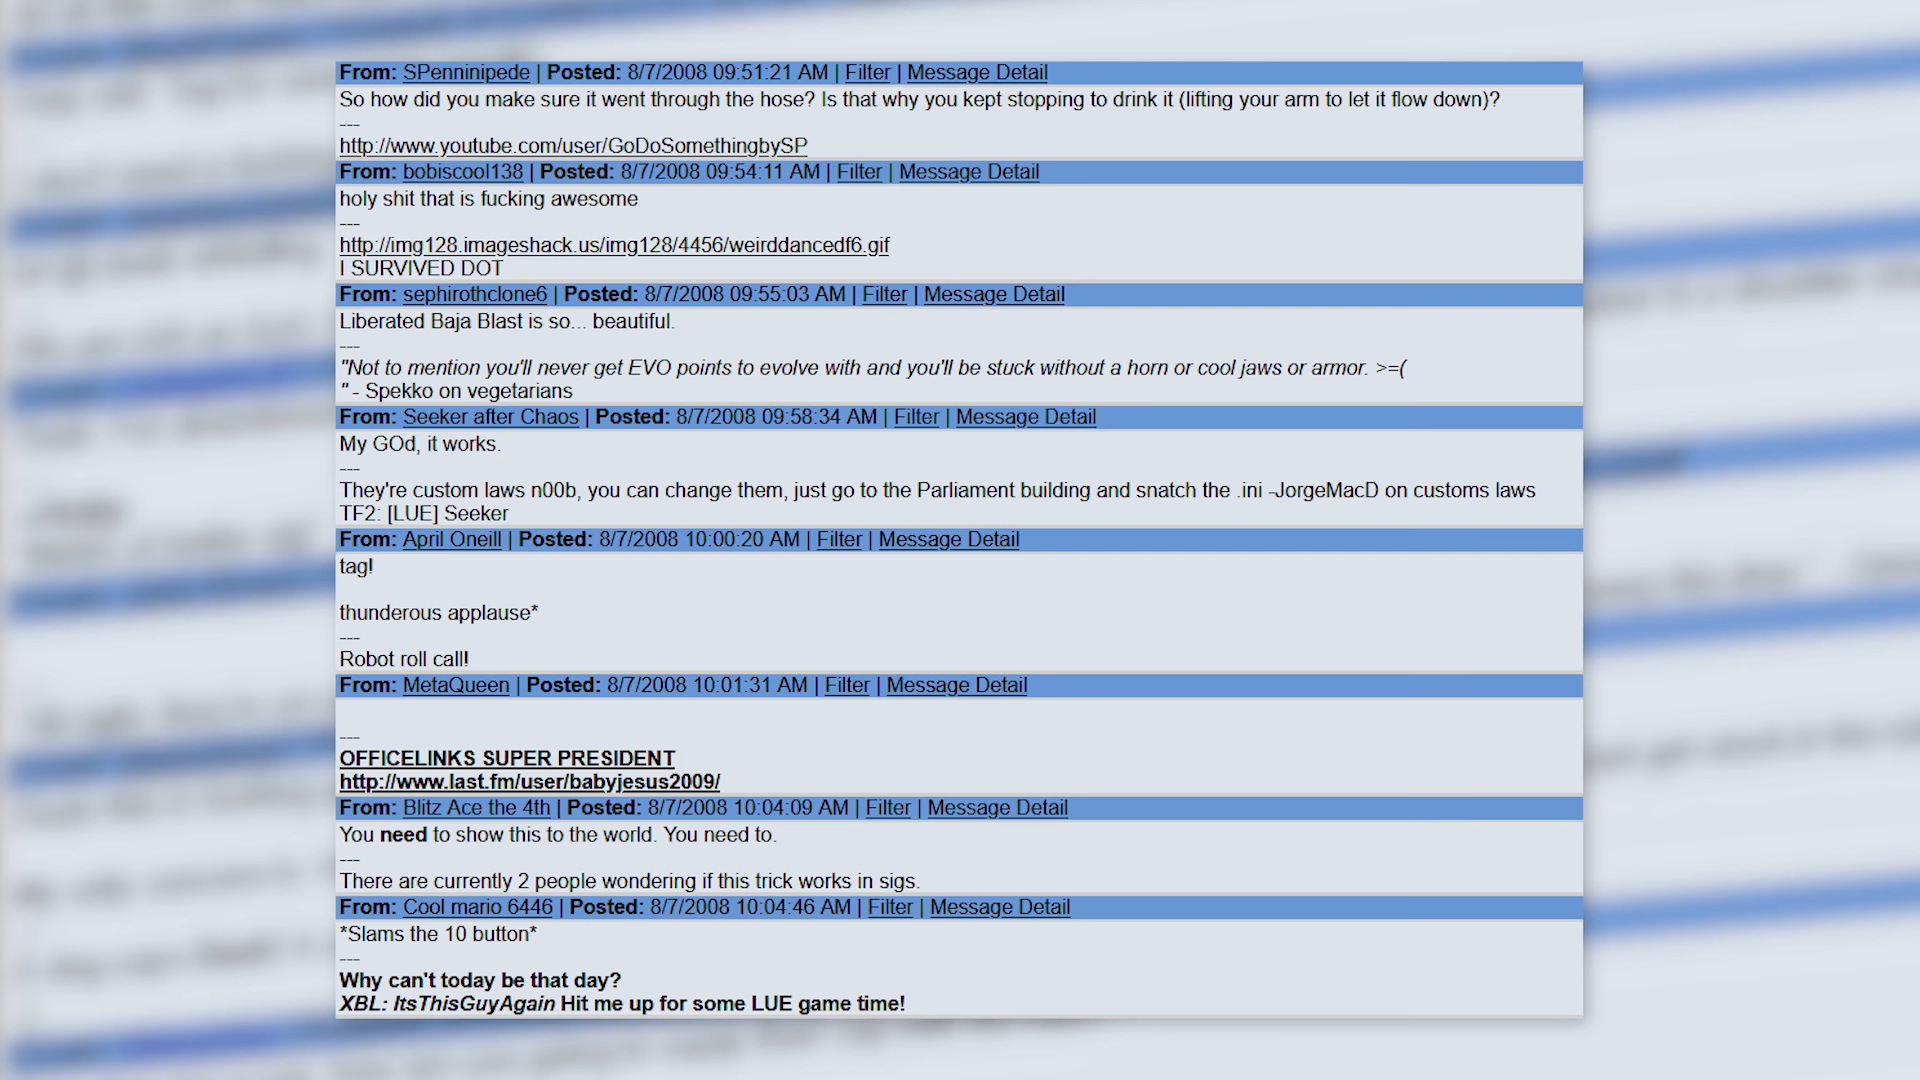 From: SPenninipede | Posted: 8/7/2008 09:51:21 AM | Filter | Message Detail
So how did you make sure it went through the hose? Is that why you kept stopping to drink it (lifting your arm to let it flow down)?
---
http://www.youtube.com/user/GoDoSomethingbySP
From: bobiscool138 | Posted: 8/7/2008 09:54:11 AM | Filter | Message Detail
holy shit that is fucking awesome
---
http://img128.imageshack.us/img128/4456/weirddancedf6.gif
I SURVIVED DOT
From: sephirothclone6 | Posted: 8/7/2008 09:55:03 AM | Filter | Message Detail
Liberated Baja Blast is so... beautiful.
---
"Not to mention you'll never get EVO points to evolve with and you'll be stuck without a horn or cool jaws or armor. >=(
" - Spekko on vegetarians
From: Seeker after Chaos | Posted: 8/7/2008 09:58:34 AM | Filter | Message Detail
My GOd, it works.
---
They're custom laws n00b, you can change them, just go to the Parliament building and snatch the .ini -JorgeMacD on customs laws
TF2: [LUE] Seeker
From: April Oneill | Posted: 8/7/2008 10:00:20 AM | Filter | Message Detail
tag!
thunderous applause*
---
Robot roll call!
From: MetaQueen | Posted: 8/7/2008 10:01:31 AM | Filter | Message Detail
---
OFFICELINKS SUPER PRESIDENT
http://www.last.fm/user/babyjesus2009/
From: Blitz Ace the 4th | Posted: 8/7/2008 10:04:09 AM | Filter | Message Detail
You need to show this to the world. You need to.
---
There are currently 2 people wondering if this trick works in sigs.
From: Cool mario 6446 | Posted: 8/7/2008 10:04:46 AM | Filter | Message Detail
*Slams the 10 button*
---
Why can't today be that day?
XBL: ItsThisGuyAgain Hit me up for some LUE game time!